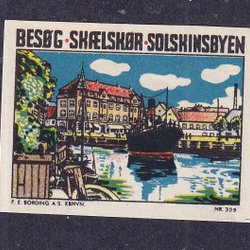 BESØG · SKÆLSKØR · SOLSKINSBYEN
F. E. BORDING A.S. KBHVN. NR. 309